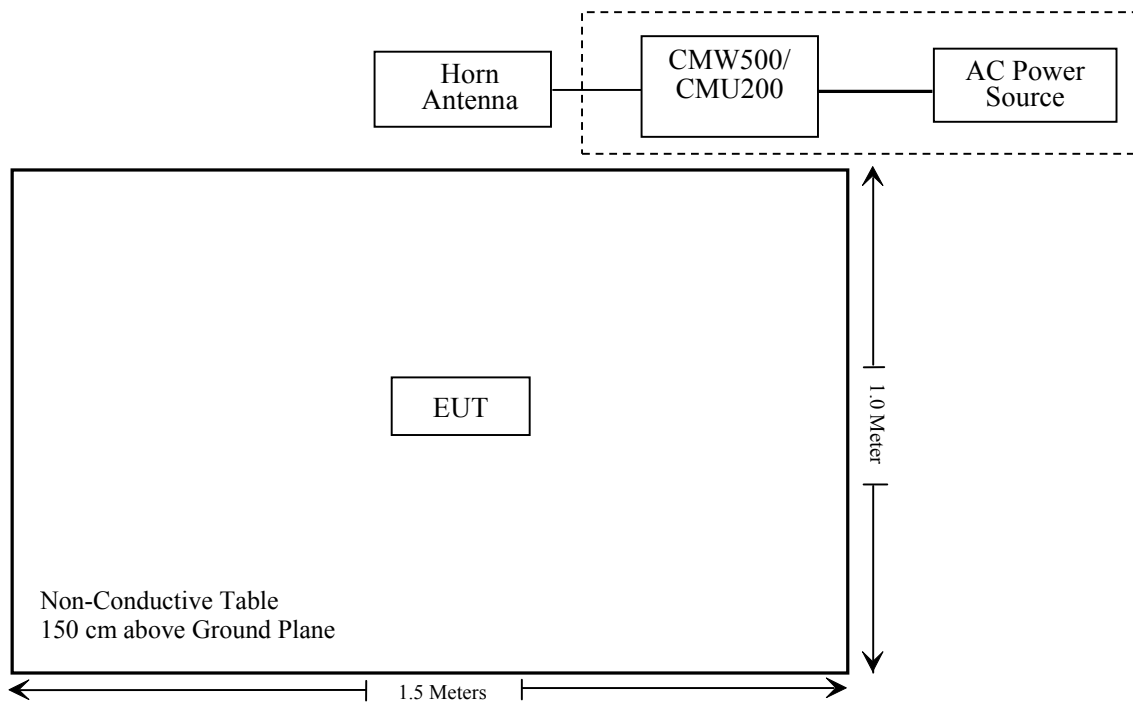 Horn
Antenna
CMW500/
CMU200
AC Power
Source
EUT
1.0 Meter
Non-Conductive Table
150 cm above Ground Plane
1.5 Meters